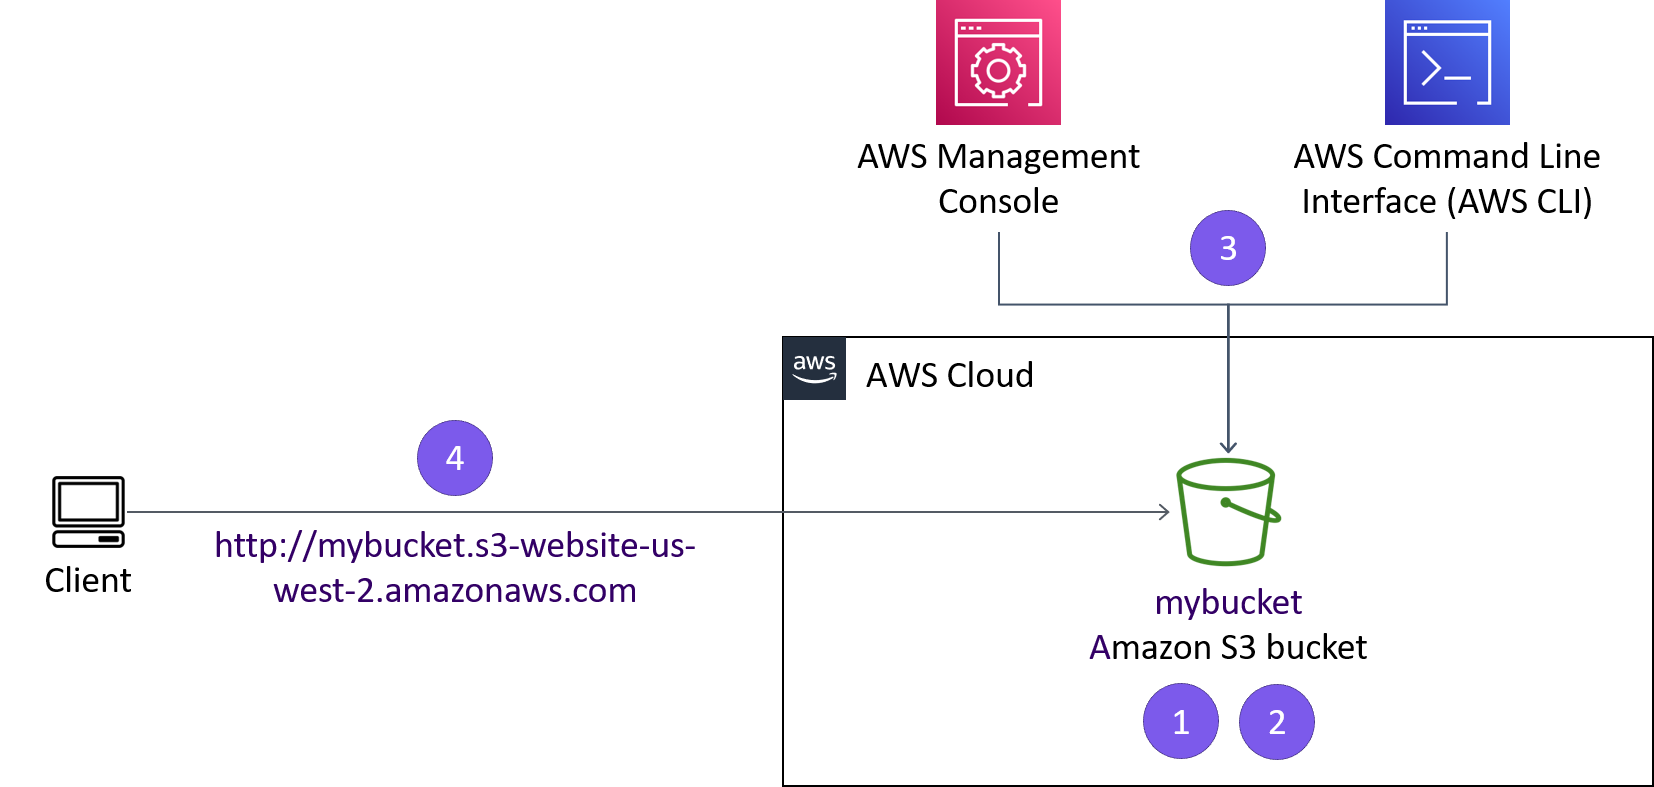 AWS Management
Console
AWS Command Line
Interface (AWS CLI)
3
aws
AWS Cloud
4
http://mybucket.s3-website-us-
west-2.amazonaws.com
Client
mybucket
Amazon S3 bucket
1
2